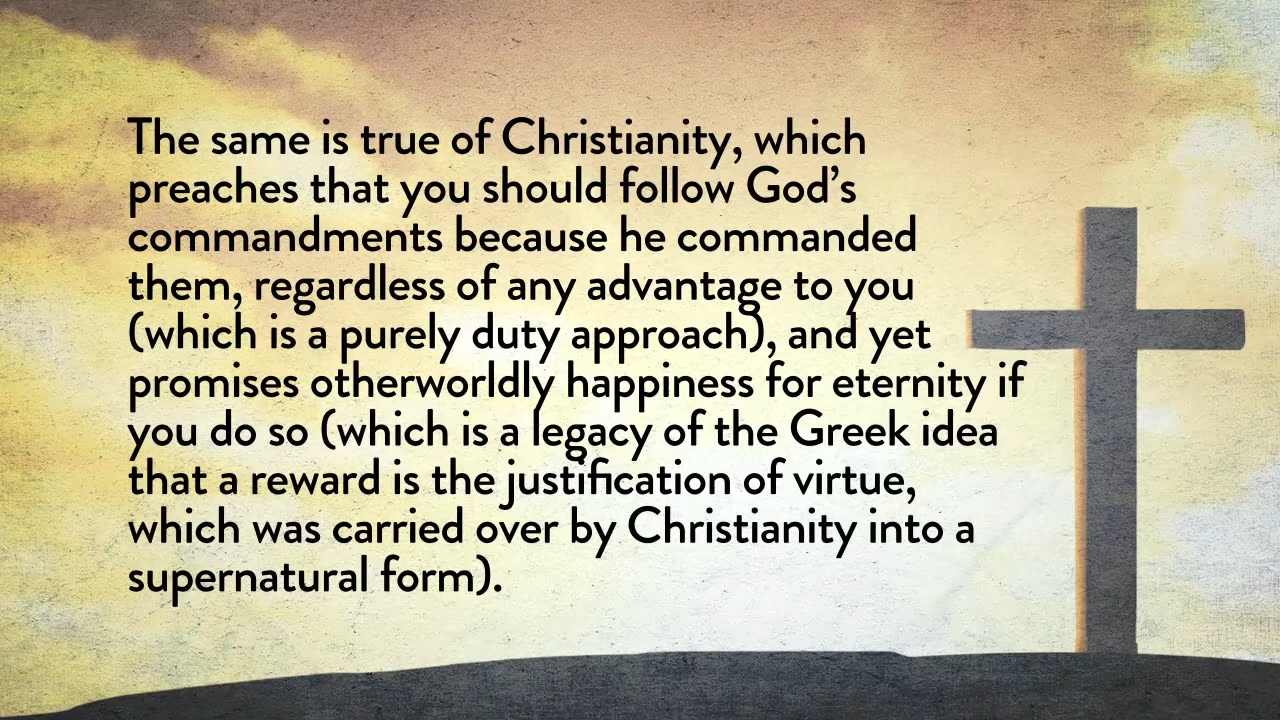 The same is true of Christianity, which
preaches that you should follow God’s
commandments because he commanded
them, regardless of any advantage to you
(which is a purely duty approach), and yet
promises otherworldly happiness for eternity if
you do so (which is a legacy of the Greek idea
that a reward is the justification of virtue,
which was carried over by Christianity into a
supernatural form).